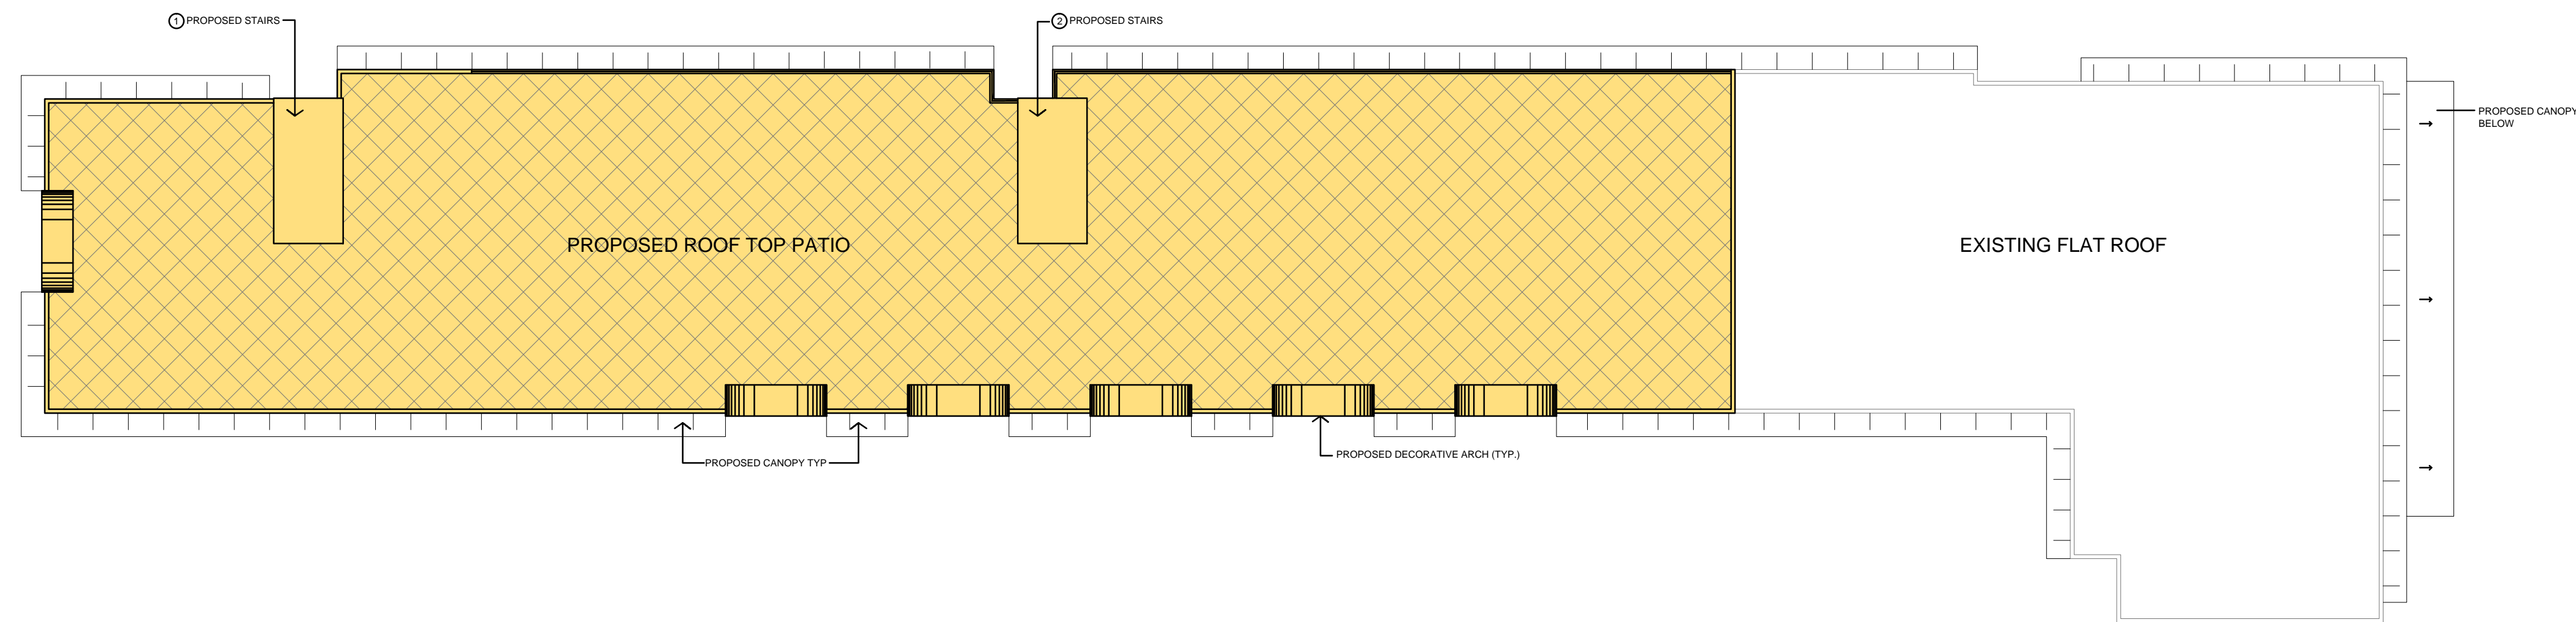 1 PROPOSED STAIRS
2 PROPOSED STAIRS
PROPOSED CANOPY
BELOW
PROPOSED ROOF TOP PATIO
EXISTING FLAT ROOF
PROPOSED CANOPY TYP
PROPOSED DECORATIVE ARCH (TYP.)